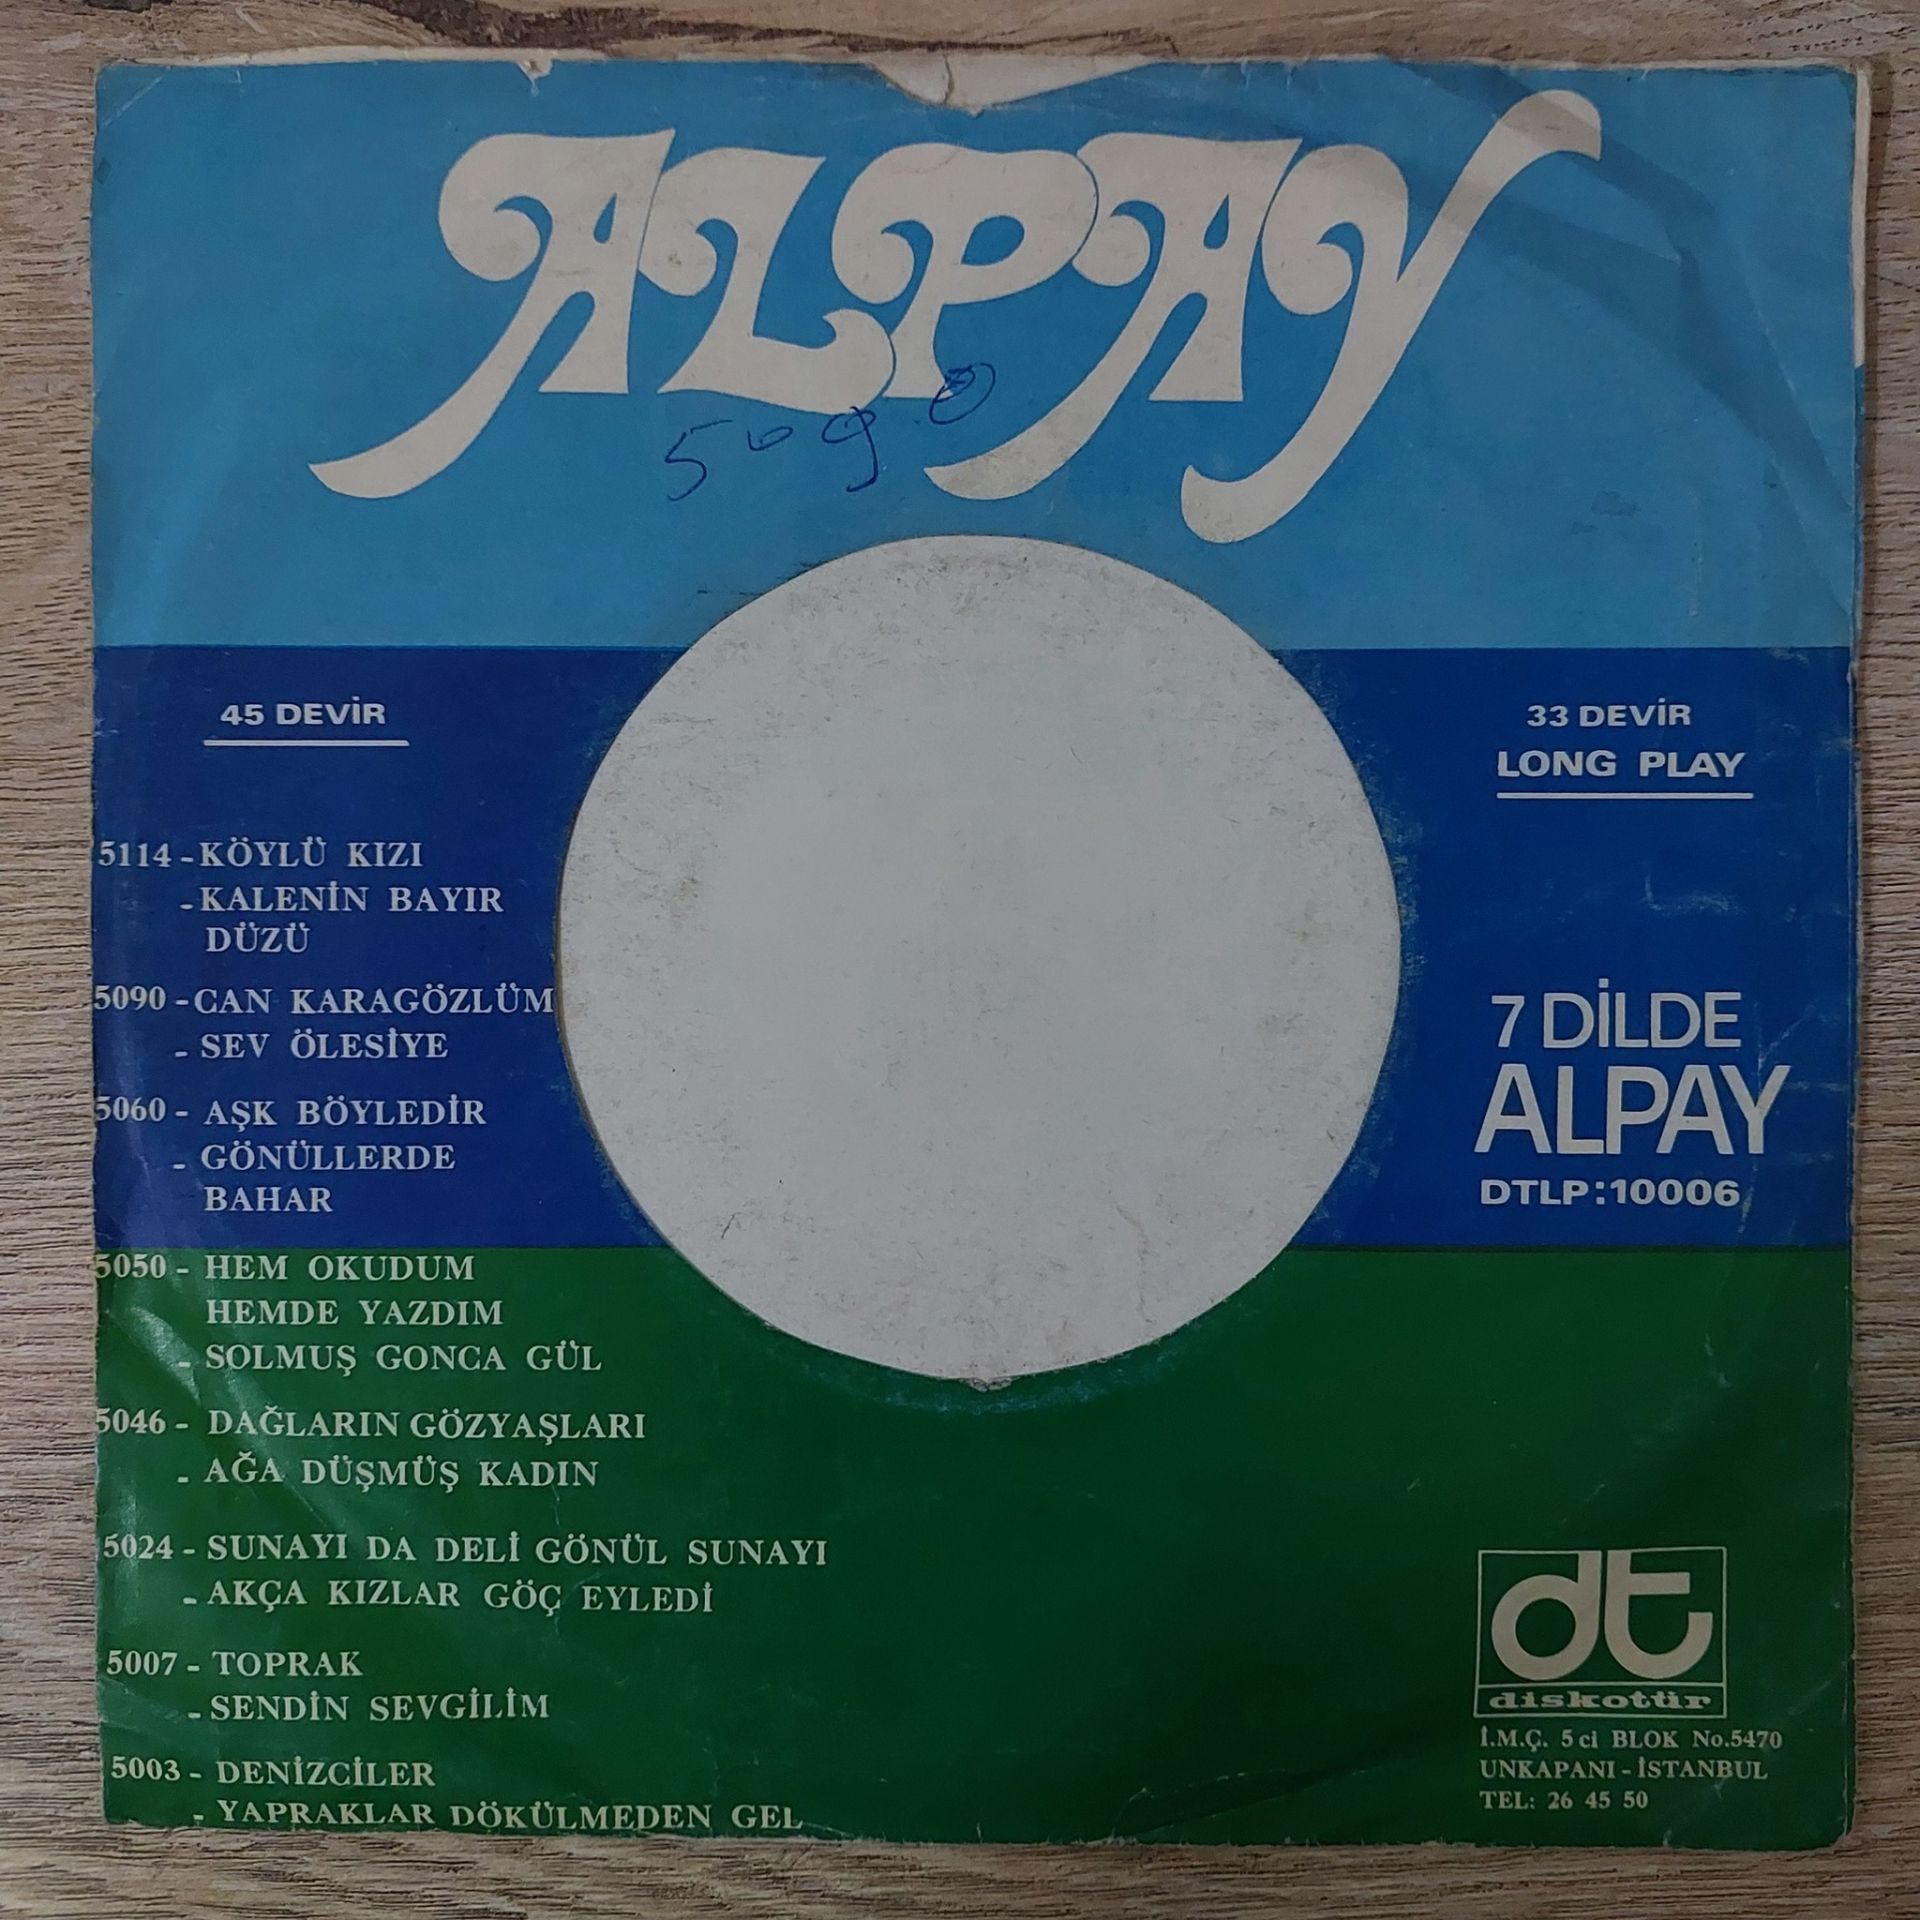 ALPAY
5090
45 DEVİR
5114 - KÖYLÜ KIZI
- KALENİN BAYIR
DÜZÜ
5090 - CAN KARAGÖZLÜM
- SEV ÖLESİYE
5060 - AŞK BÖYLEDİR
- GÖNÜLLERDE
BAHAR
5050 - HEM OKUDUM
HEMDE YAZDIM
- SOLMUŞ GONCA GÜL
5046 - DAĞLARIN GÖZYAŞLARI
- AĞA DÜŞMÜŞ KADIN
5024 - SUNAYI DA DELİ GÖNÜL SUNAYI
- AKÇA KIZLAR GÖÇ EYLEDİ
5007 - TOPRAK
- SENDİN SEVGİLİM
5003 - DENİZCİLER
- YAPRAKLAR DÖKÜLMEDEN GEL
33 DEVİR
LONG PLAY
7 DİLDE
ALPAY
DTLP:10006
dt
diskotür
İ.M.Ç. 5 ci BLOK No.5470
UNKAPANI - İSTANBUL
TEL: 26 45 50